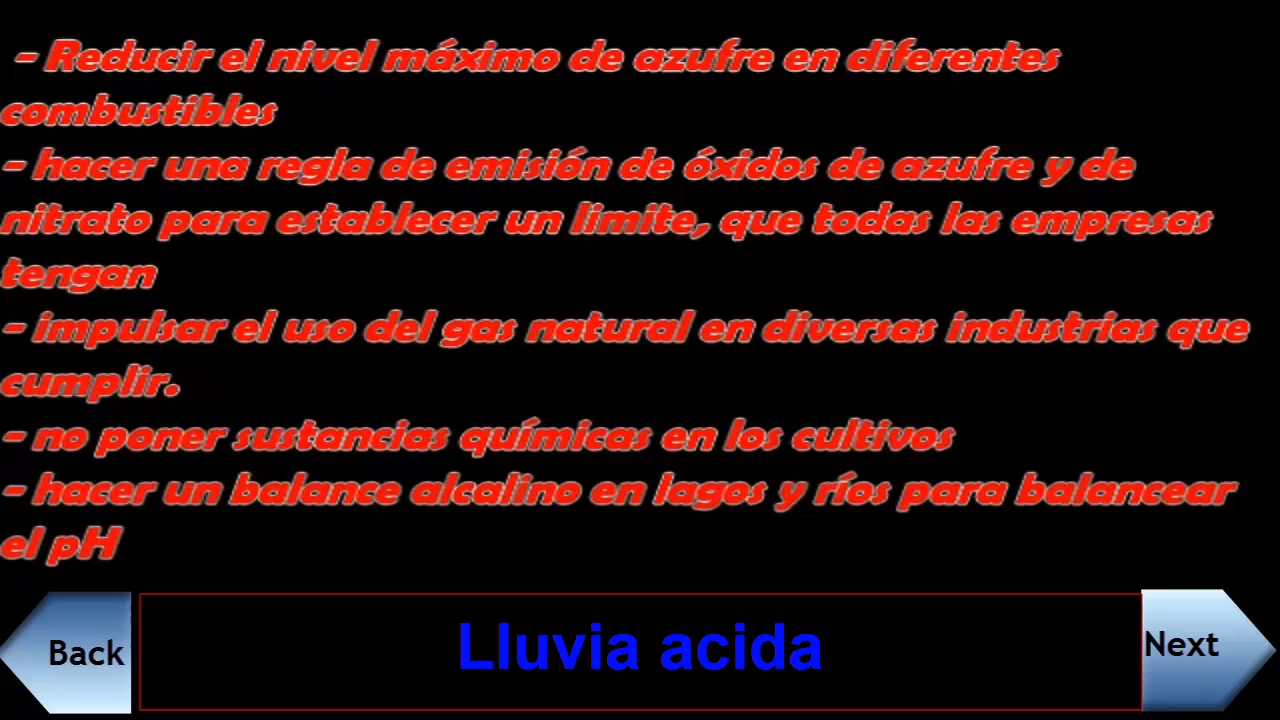 - Reducir el nivel máximo de azufre en diferentes
combustibles
- hacer una regla de emisión de óxidos de azufre y de
nitrato para establecer un limite, que todas las empresas
tengan
- impulsar el uso del gas natural en diversas industrias que
cumplir.
- no poner sustancias químicas en los cultivos
- hacer un balance alcalino en lagos y ríos para balancear
el pH
Back
Lluvia acida
Next